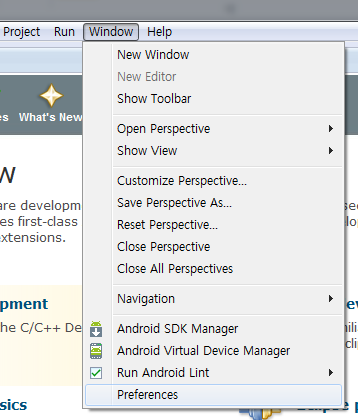 Project Run Window Help
New Window
New Editor
Show Toolbar
Open Perspective
Show View
Customize Perspective...
Save Perspective As...
Reset Perspective...
Close Perspective
Close All Perspectives
Navigation
Android SDK Manager
Android Virtual Device Manager
Run Android Lint
Preferences
es What's New
w
are developm
es first-class
extensions.
pment
he C/C++ De
sics